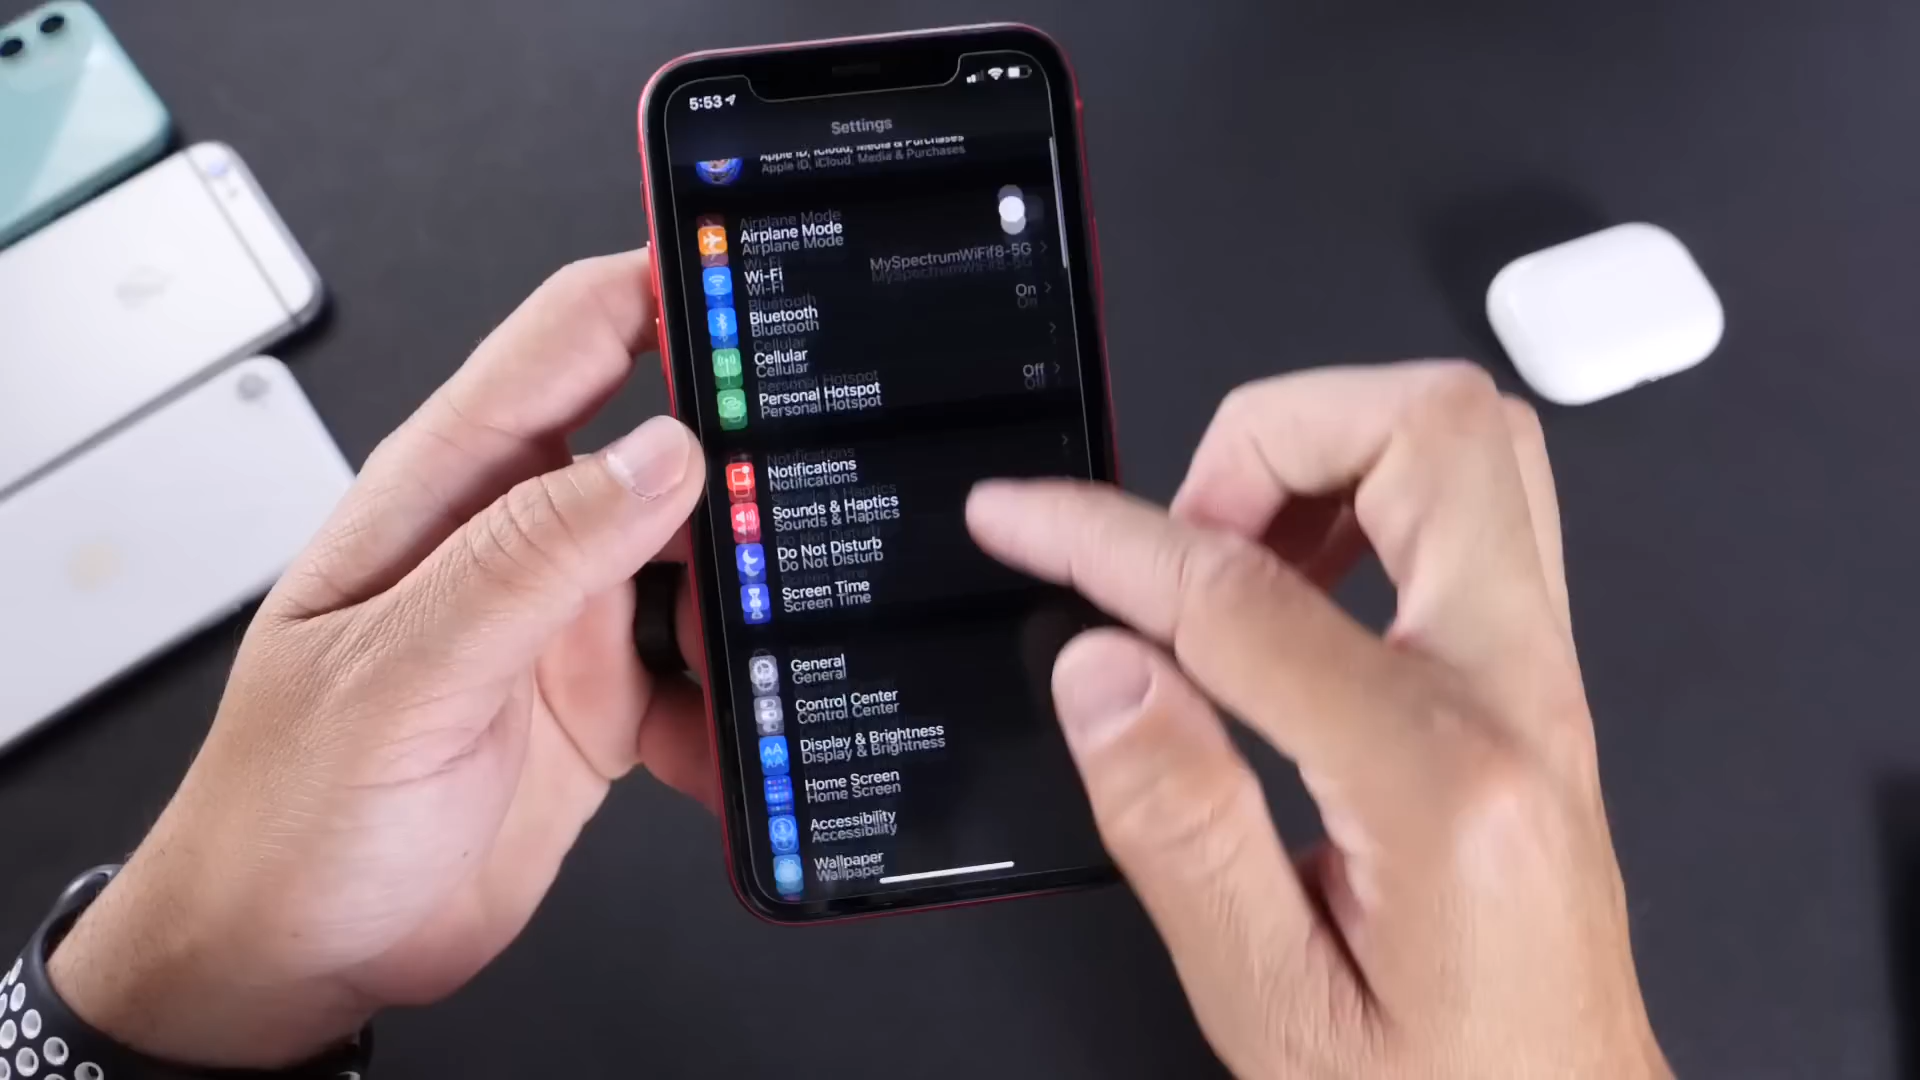 5:53
Settings
Apple ID, iCloud, Media & Purchases
Airplane Mode
Wi-Fi MySpectrumWiFif8-5G
Bluetooth On
Cellular
Personal Hotspot Off
Notifications
Sounds & Haptics
Do Not Disturb
Screen Time
General
Control Center
Display & Brightness
Home Screen
Accessibility
Wallpaper